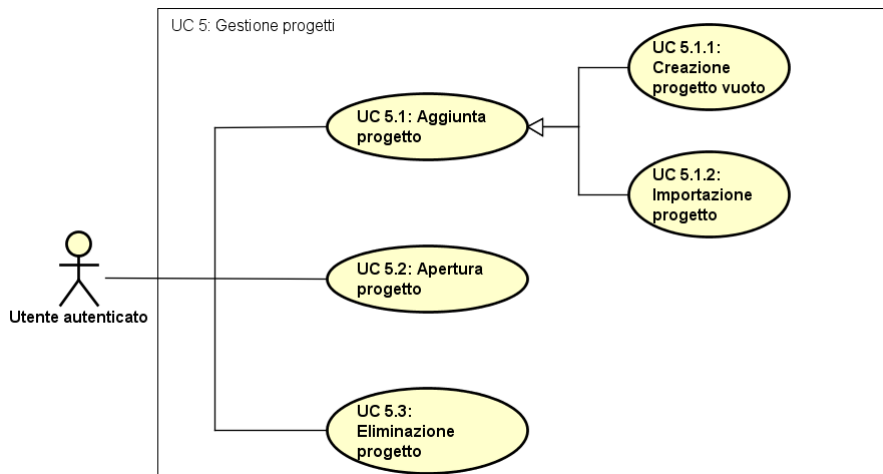 UC 5: Gestione progetti
UC 5.1.1:
Creazione
progetto vuoto
UC 5.1: Aggiunta
progetto
UC 5.1.2:
Importazione
progetto
UC 5.2: Apertura
progetto
Utente autenticato
UC 5.3:
Eliminazione
progetto